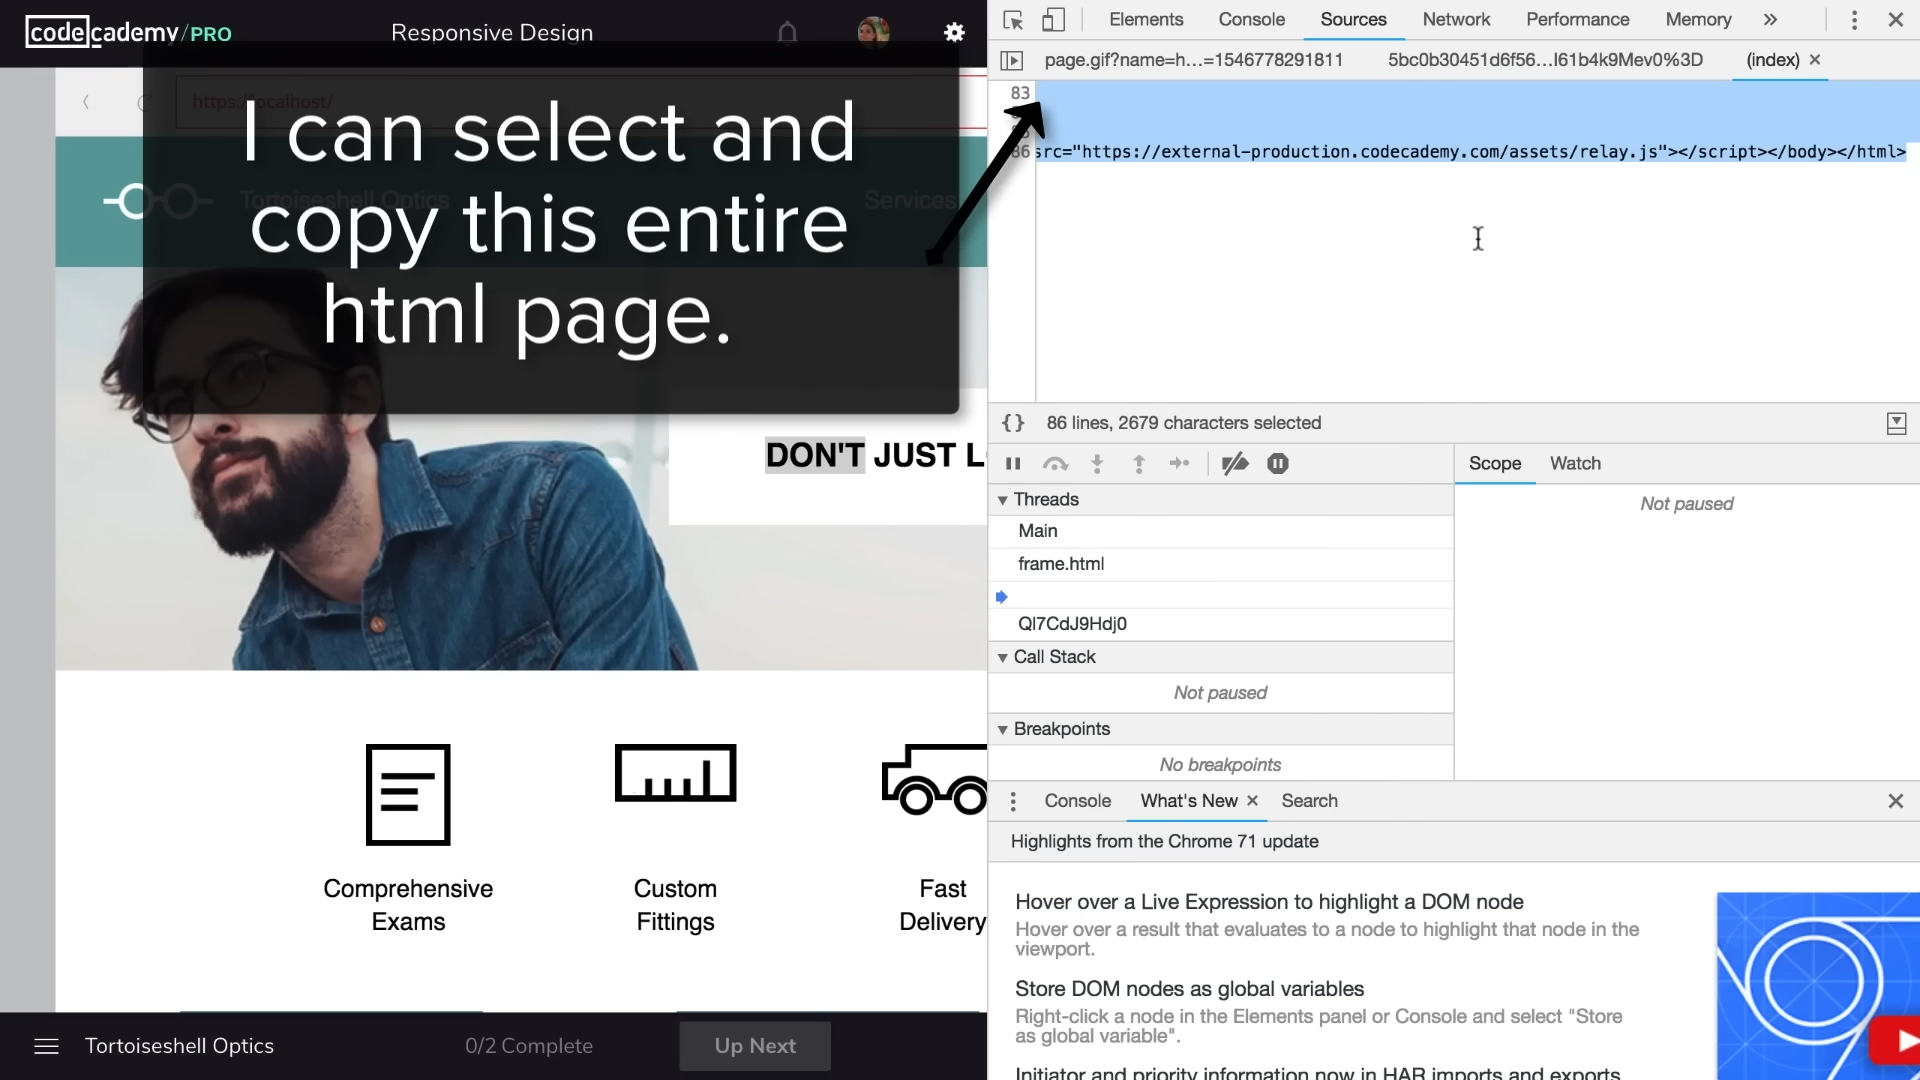 codecademy/PRO
Responsive Design
https://localhost/
I can select and
copy this entire
html page.
Tortoiseshell Optics
Services
DON'T JUST L
Comprehensive
Exams
Custom
Fittings
Fast
Delivery
Tortoiseshell Optics
0/2 Complete
Up Next
Elements Console Sources Network Performance Memory »
page.gif?name=h...=1546778291811 5bc0b30451d6f56...I61b4k9Mev0%3D (index) ×
83
86 src="https://external-production.codecademy.com/assets/relay.js"></script></body></html>
{} 86 lines, 2679 characters selected
Scope Watch
Not paused
Threads
Main
frame.html
Ql7CdJ9Hdj0
Call Stack
Not paused
Breakpoints
No breakpoints
Console What's New × Search
Highlights from the Chrome 71 update
Hover over a Live Expression to highlight a DOM node
Hover over a result that evaluates to a node to highlight that node in the
viewport.
Store DOM nodes as global variables
Right-click a node in the Elements panel or Console and select "Store
as global variable".
Initiator and priority information now in HAR imports and exports